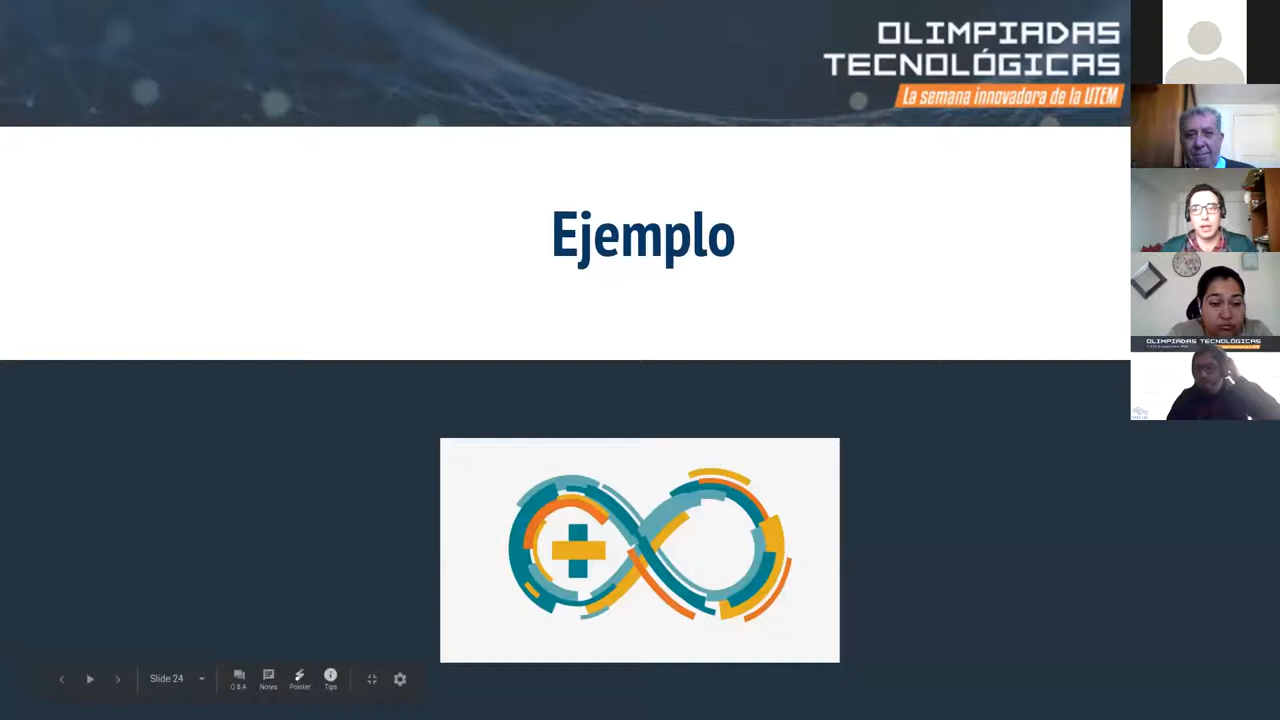 OLIMPIADAS
TECNOLÓGICAS
La semana innovadora de la UTEM
Ejemplo
OLIMPIADAS TECNOLÓGICAS
Slide 24
Q & A
Notes
Pointer
Tips